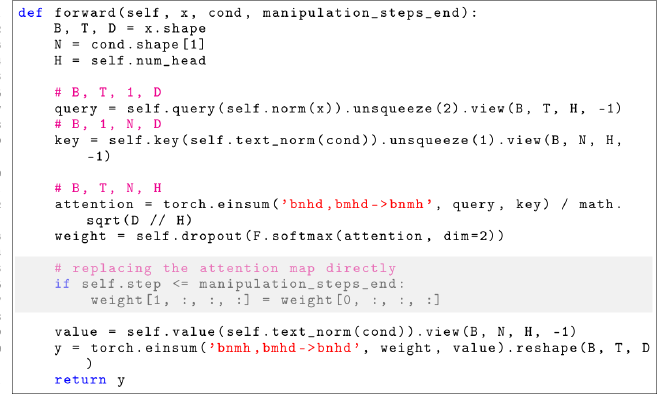 def forward(self, x, cond, manipulation_steps_end):
B, T, D = x.shape
N = cond.shape[1]
H = self.num_head
# B, T, 1, D
query = self.query(self.norm(x)).unsqueeze(2).view(B, T, H, -1)
# B, 1, N, D
key = self.key(self.text_norm(cond)).unsqueeze(1).view(B, N, H,
-1)
# B, T, N, H
attention = torch.einsum('bnhd,bmhd->bnmh', query, key) / math.
sqrt(D // H)
weight = self.dropout(F.softmax(attention, dim=2))
# replacing the attention map directly
if self.step <= manipulation_steps_end:
weight[1, :, :, :] = weight[0, :, :, :]
value = self.value(self.text_norm(cond)).view(B, N, H, -1)
y = torch.einsum('bnmh,bmhd->bnhd', weight, value).reshape(B, T, D
)
return y